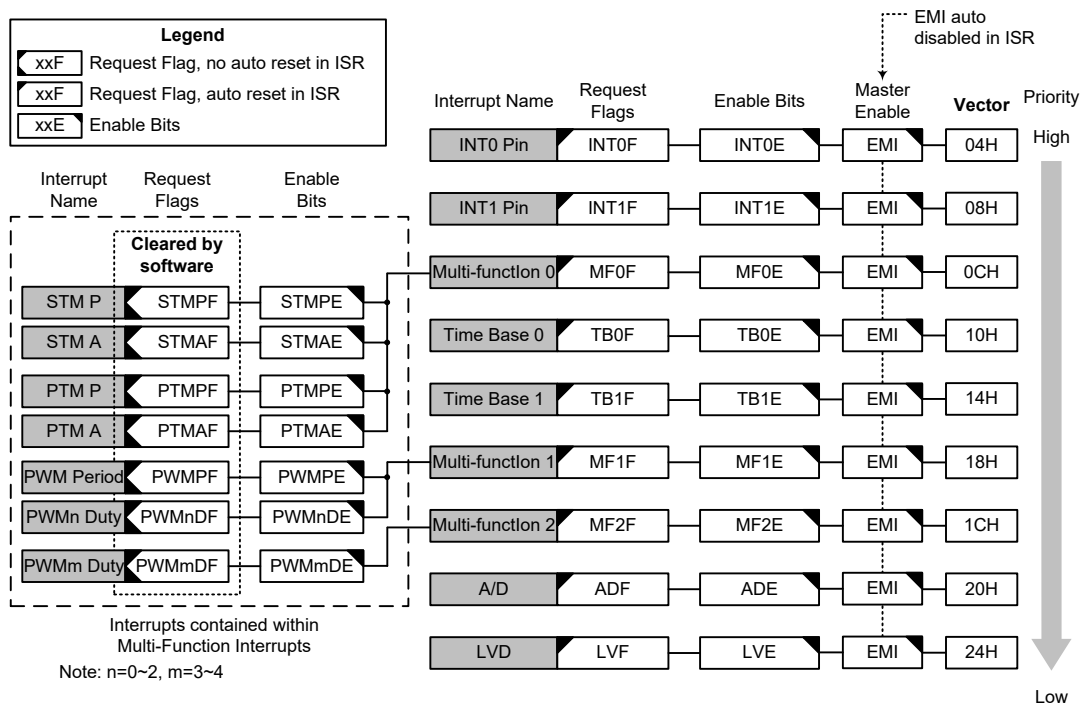 Legend
xxF Request Flag, no auto reset in ISR
xxF Request Flag, auto reset in ISR
xxE Enable Bits
EMI auto
disabled in ISR
Interrupt Name Request Flags Enable Bits Master Enable Vector Priority
High
INT0 Pin INT0F INT0E EMI 04H
INT1 Pin INT1F INT1E EMI 08H
Multi-functIon 0 MF0F MF0E EMI 0CH
Time Base 0 TB0F TB0E EMI 10H
Time Base 1 TB1F TB1E EMI 14H
Multi-functIon 1 MF1F MF1E EMI 18H
Multi-functIon 2 MF2F MF2E EMI 1CH
A/D ADF ADE EMI 20H
LVD LVF LVE EMI 24H
Low
Interrupt Name Request Flags Enable Bits
Cleared by
software
STM P STMPF STMPE
STM A STMAF STMAE
PTM P PTMPF PTMPE
PTM A PTMAF PTMAE
PWM Period PWMPF PWMPE
PWMn Duty PWMnDF PWMnDE
PWMm Duty PWMmDF PWMmDE
Interrupts contained within
Multi-Function Interrupts
Note: n=0~2, m=3~4